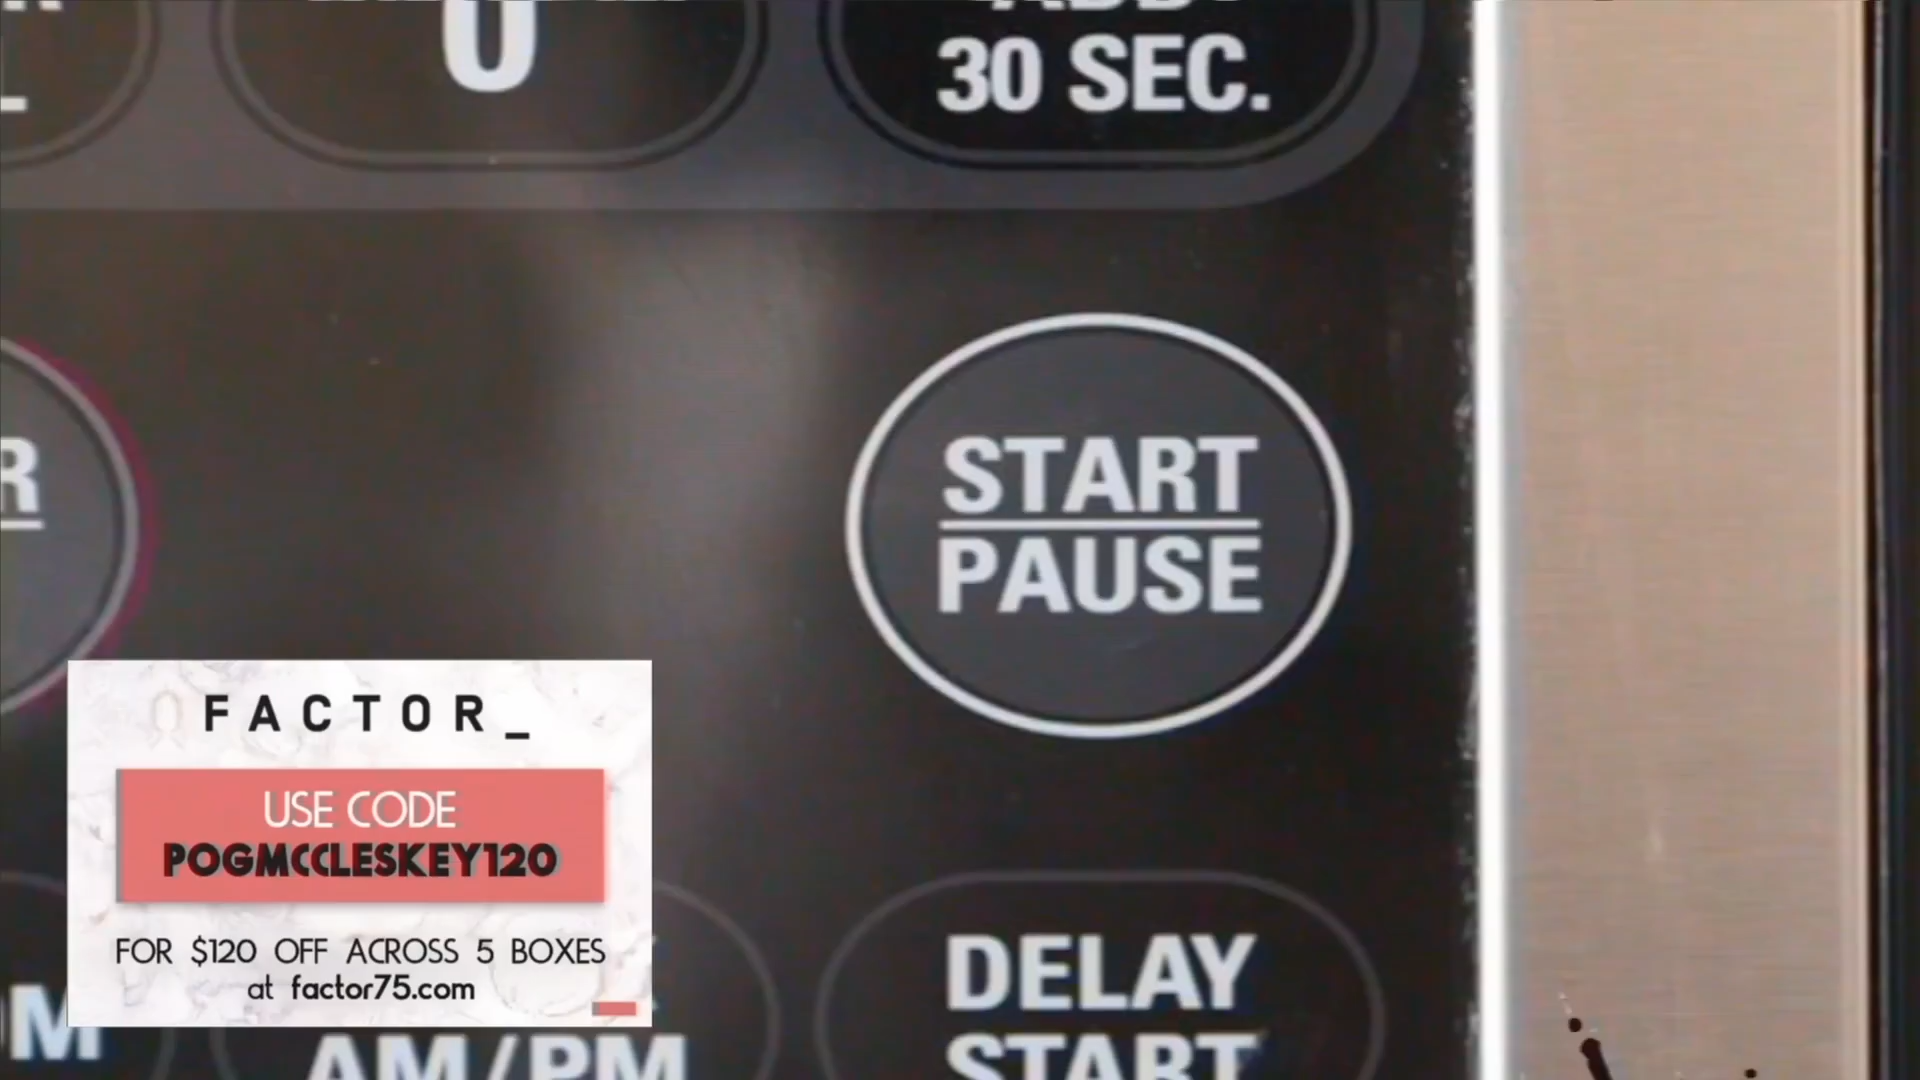 0
30 SEC.
START
PAUSE
FACTOR_
USE CODE
POGMCCLESKEY120
FOR $120 OFF ACROSS 5 BOXES
at factor75.com
AM/PM
DELAY
START